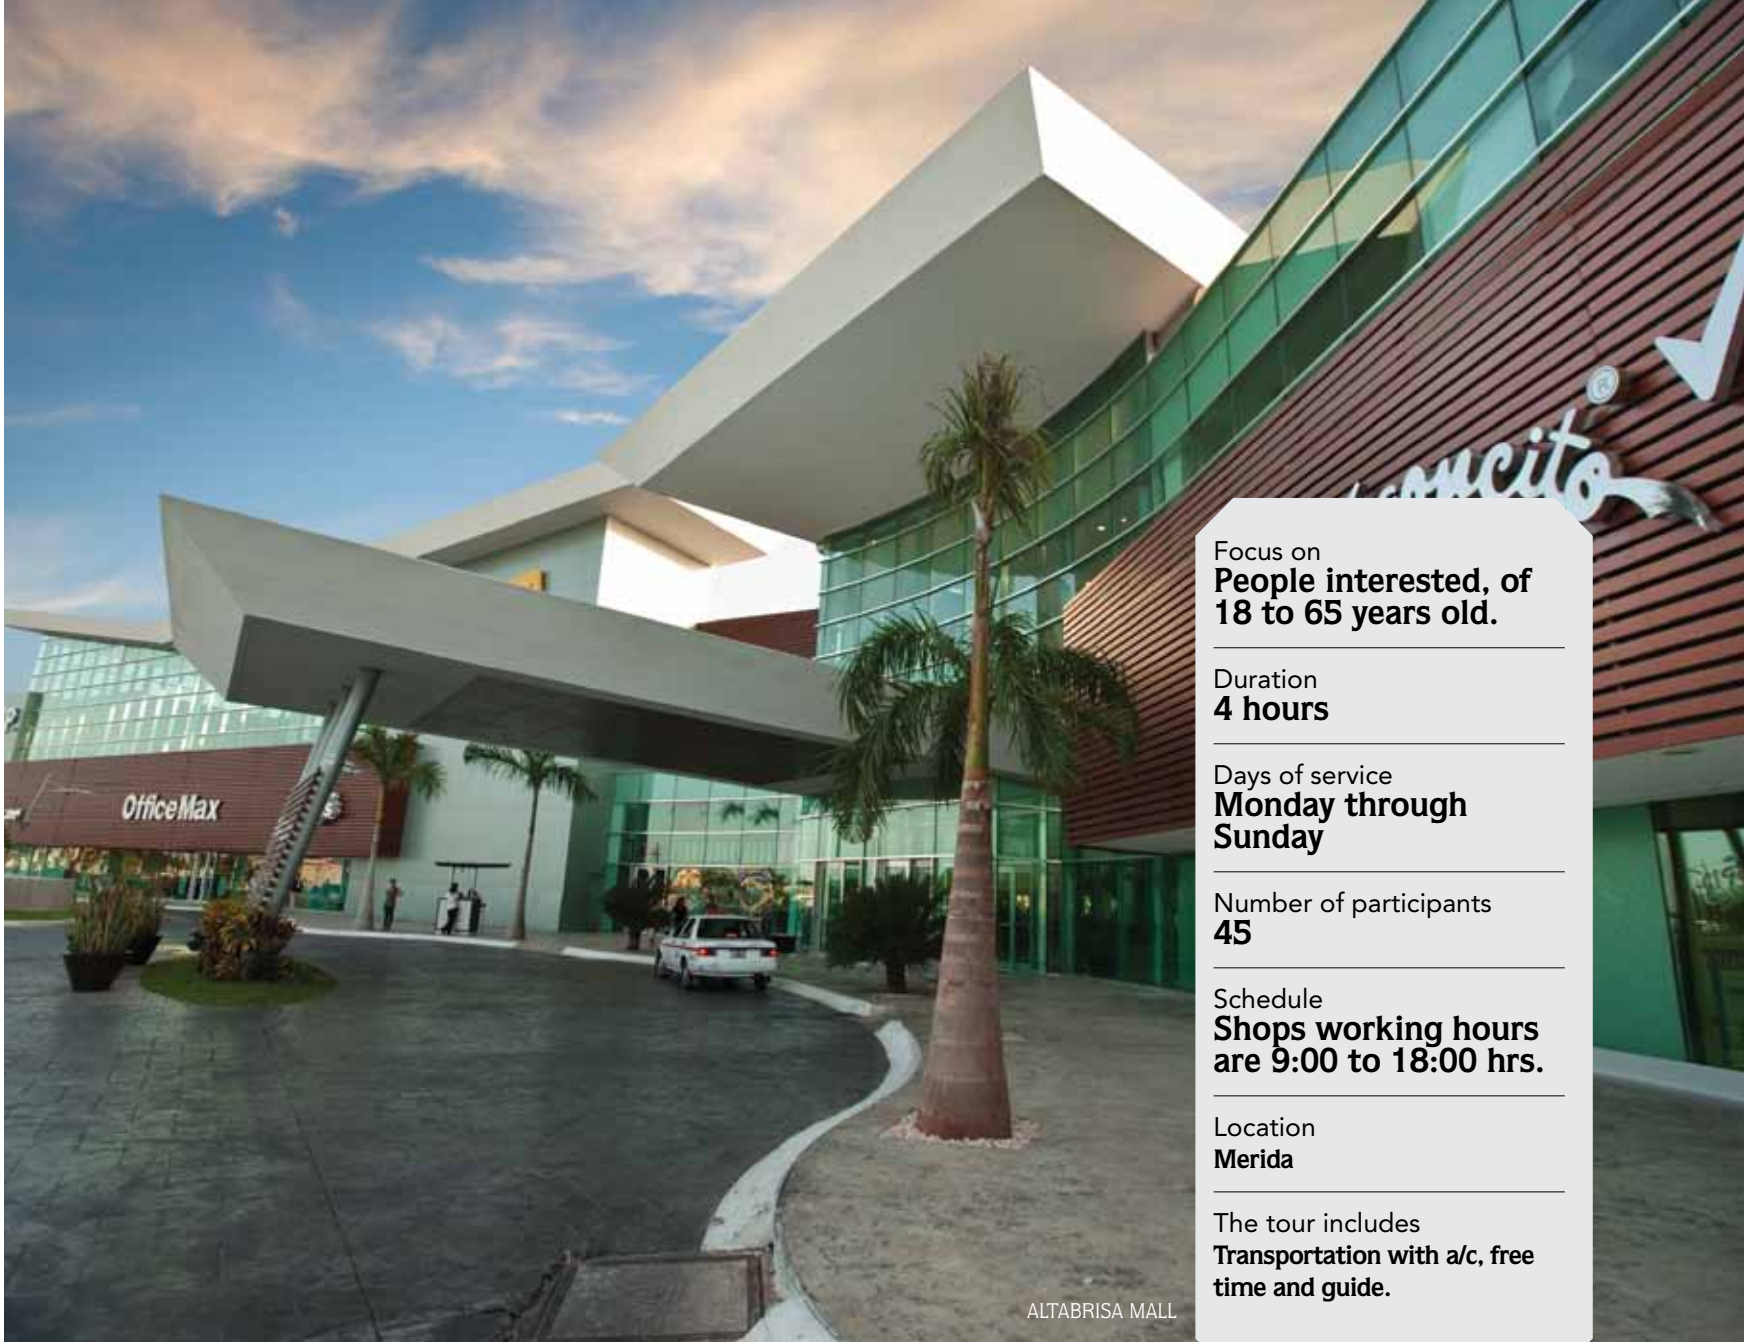 OfficeMax
®
Focus on
People interested, of
18 to 65 years old.
Duration
4 hours
Days of service
Monday through
Sunday
Number of participants
45
Schedule
Shops working hours
are 9:00 to 18:00 hrs.
Location
Merida
The tour includes
Transportation with a/c, free
time and guide.
ALTABRISA MALL